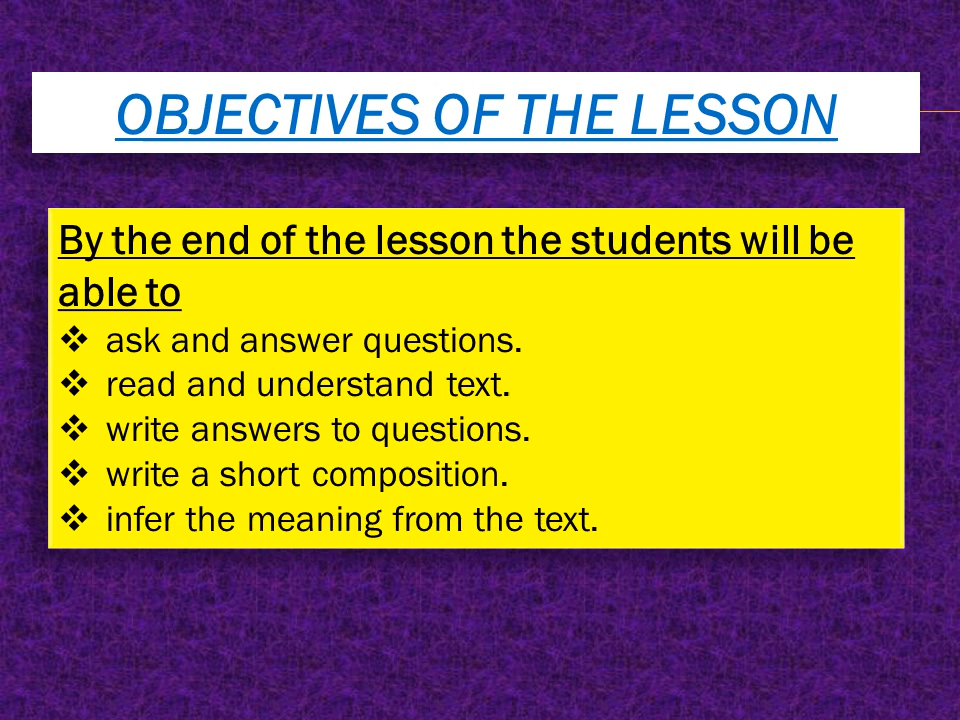 OBJECTIVES OF THE LESSON
By the end of the lesson the students will be
able to
❖ ask and answer questions.
❖ read and understand text.
❖ write answers to questions.
❖ write a short composition.
❖ infer the meaning from the text.